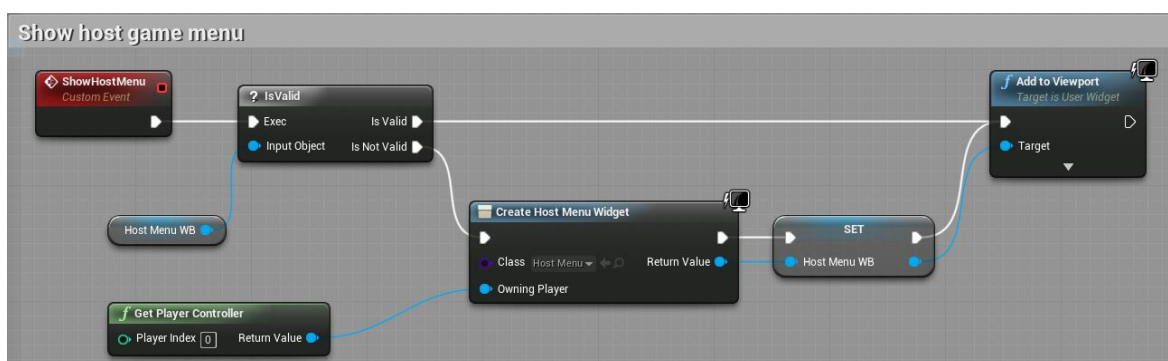 Show host game menu
ShowHostMenu
Custom Event
? IsValid
Exec
Is Valid
Input Object
Is Not Valid
f Add to Viewport
Target is User Widget
Target
Host Menu WB
Create Host Menu Widget
Class
Host Menu
Return Value
Owning Player
SET
Host Menu WB
f Get Player Controller
Player Index 0
Return Value